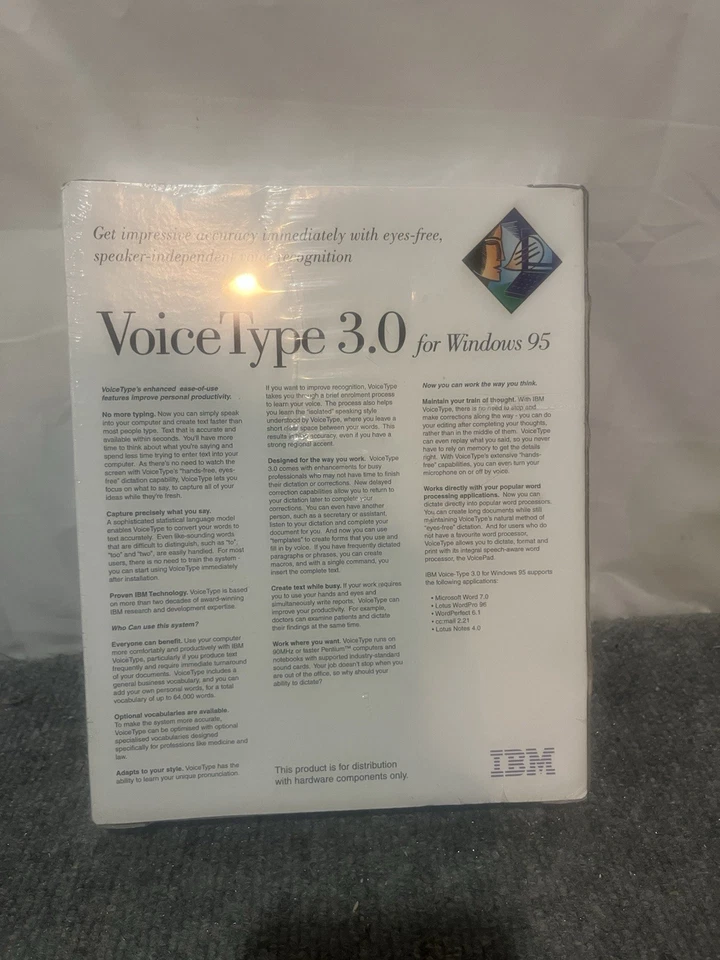 Get impressive accuracy immediately with eyes-free,
speaker-independent voice recognition
VoiceType 3.0 for Windows 95
VoiceType's enhanced ease-of-use
features improve personal productivity.
No more typing. Now you can simply speak
into your computer and create text faster than
most people type. Text that is accurate and
available within seconds. You'll have more
time to think about what you're saying and
spend less time trying to enter text into your
computer. As there's no need to watch the
screen with VoiceType's "hands-free, eyes-
free" dictation capability, VoiceType lets you
focus on what to say, to capture all of your
ideas while they're fresh.
Capture precisely what you say.
A sophisticated statistical language model
enables VoiceType to convert your words to
text accurately. Even like-sounding words
that are difficult to distinguish, such as "to",
"too" and "two", are easily handled. For most
users, there is no need to train the system -
you can start using VoiceType immediately
after installation.
Proven IBM Technology. VoiceType is based
on more than two decades of award-winning
IBM research and development expertize.
Who Can use this system?
Everyone can benefit. Use your computer
more comfortably and productively with IBM
VoiceType, particularly if you produce text
frequently and require immediate turnaround
of your documents. VoiceType includes a
general business vocabulary, and you can
add your own personal words, for a total
vocabulary of up to 64,000 words.
Optional vocabularies are available.
To make the system more accurate,
VoiceType can be optimised with optional
specialised vocabularies designed
specifically for professions like medicine and
law.
Adapts to your style. VoiceType has the
ability to learn your unique pronunciation.
If you want to improve recognition, VoiceType
takes you through a brief enrolment process
to learn your voice. The process also helps
you learn the "isolated" speaking style
understood by VoiceType, where you leave a
short space between your words. This
results in accuracy, even if you have a
strong regional accent.
Designed for the way you work. VoiceType
3.0 comes with enhancements for busy
professionals who may not have time to finish
their dictation or corrections. New delayed
correction capabilities allow you to return to
your dictation later to complete your
corrections. You can even have another
person, such as a secretary or assistant,
listen to your dictation and complete your
document for you. And now you can use
"templates" to create forms that you use and
fill in by voice. If you have frequently dictated
paragraphs or phrases, you can create
macros, and with a single command, you
insert the complete text.
Create text while busy. If your work requires
you to use your hands and eyes and
simultaneously write reports, VoiceType can
improve your productivity. For example,
doctors can examine patients and dictate
their findings at the same time.
Work where you want. VoiceType runs on
90MHz or faster Pentium™ computers and
notebooks with supported industry-standard
sound cards. Your job doesn't stop when you
are out of the office, so why should your
ability to dictate?
Now you can work the way you think.
Maintain your train of thought. With IBM
VoiceType, there is no need to stop and
make corrections along the way - you can do
your editing after completing your thoughts,
rather than in the middle of them. VoiceType
can even replay what you said, so you never
have to rely on memory to get the details
right. With VoiceType's extensive "hands-
free" capabilities, you can even turn your
microphone on or off by voice.
Works directly with your popular word
processing applications. Now you can
dictate directly into popular word processors.
You can create long documents while still
maintaining VoiceType's natural method of
"eyes-free" dictation. And for users who do
not have a favourite word processor,
VoiceType allows you to dictate, format and
print with its integral speech-aware word
processor, the VoicePad.
IBM Voice-Type 3.0 for Windows 95 supports
the following applications:
• Microsoft Word 7.0
• Lotus WordPro 96
• WordPerfect 6.1
• cc:mail 2.21
• Lotus Notes 4.0
This product is for distribution
with hardware components only.
IBM